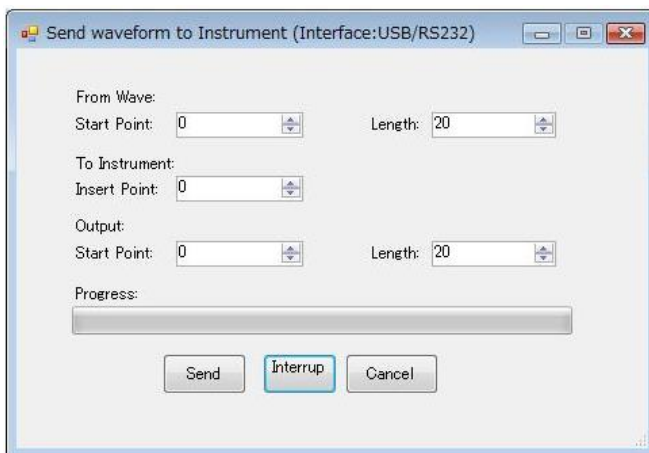 Send waveform to Instrument (Interface:USB/RS232)
From Wave:
Start Point: 0 Length: 20
To Instrument:
Insert Point: 0
Output:
Start Point: 0 Length: 20
Progress:
Send Interrup Cancel